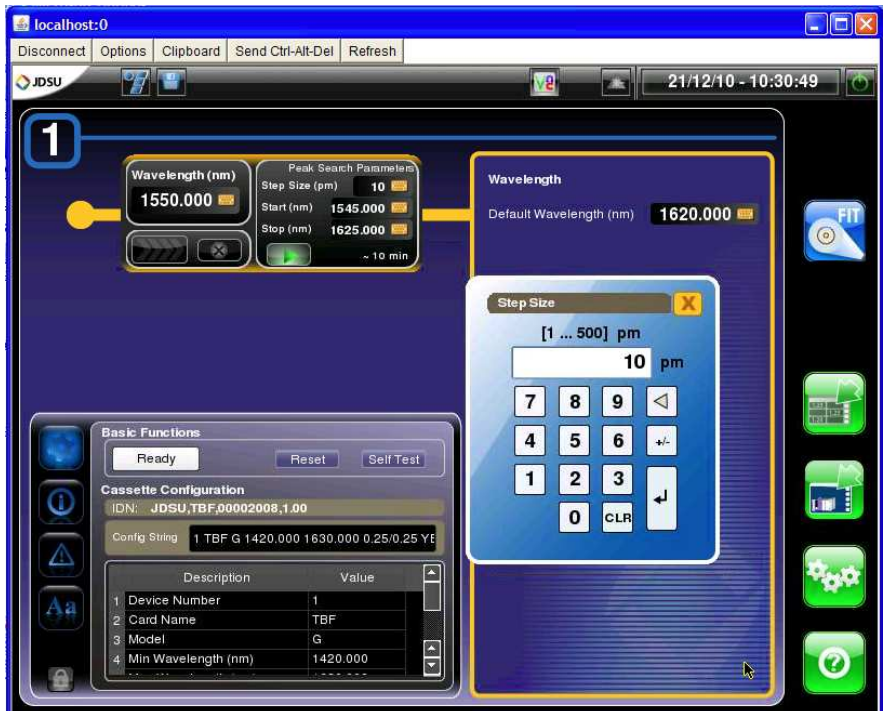 localhost:0
Disconnect Options Clipboard Send Ctrl-Alt-Del Refresh
JDSU 21/12/10 - 10:30:49
1
Wavelength (nm)
1550.000
Peak Search Parameters
Step Size (pm) 10
Start (nm) 1545.000
Stop (nm) 1625.000
~ 10 min
Wavelength
Default Wavelength (nm) 1620.000
FIT
Step Size X
[1 ... 500] pm
10 pm
7 8 9
4 5 6 +/-
1 2 3
0 CLR
Basic Functions
Ready Reset Self Test
Cassette Configuration
IDN: JDSU,TBF,00002008,1.00
Config String 1 TBF G 1420.000 1630.000 0.25/0.25 YE
Description Value
1 Device Number 1
2 Card Name TBF
3 Model G
4 Min Wavelength (nm) 1420.000
Aa
?